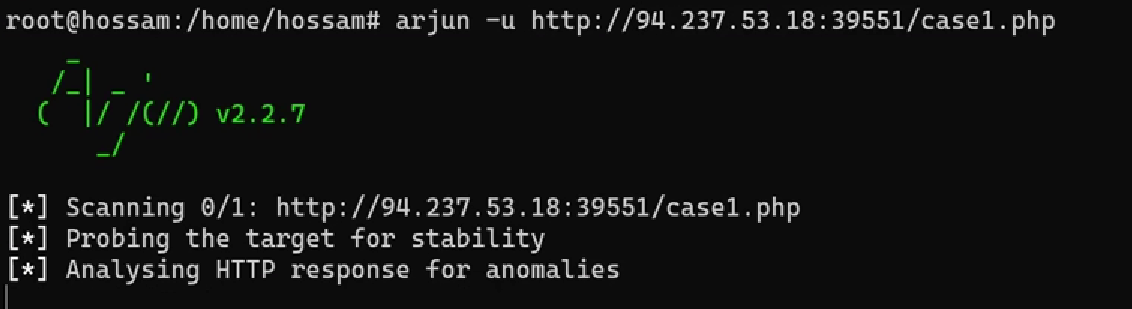 root@hossam:/home/hossam# arjun -u http://94.237.53.18:39551/case1.php
    _
   /_| _ '
  (  |/ /(//) v2.2.7
      _/
[*] Scanning 0/1: http://94.237.53.18:39551/case1.php
[*] Probing the target for stability
[*] Analysing HTTP response for anomalies